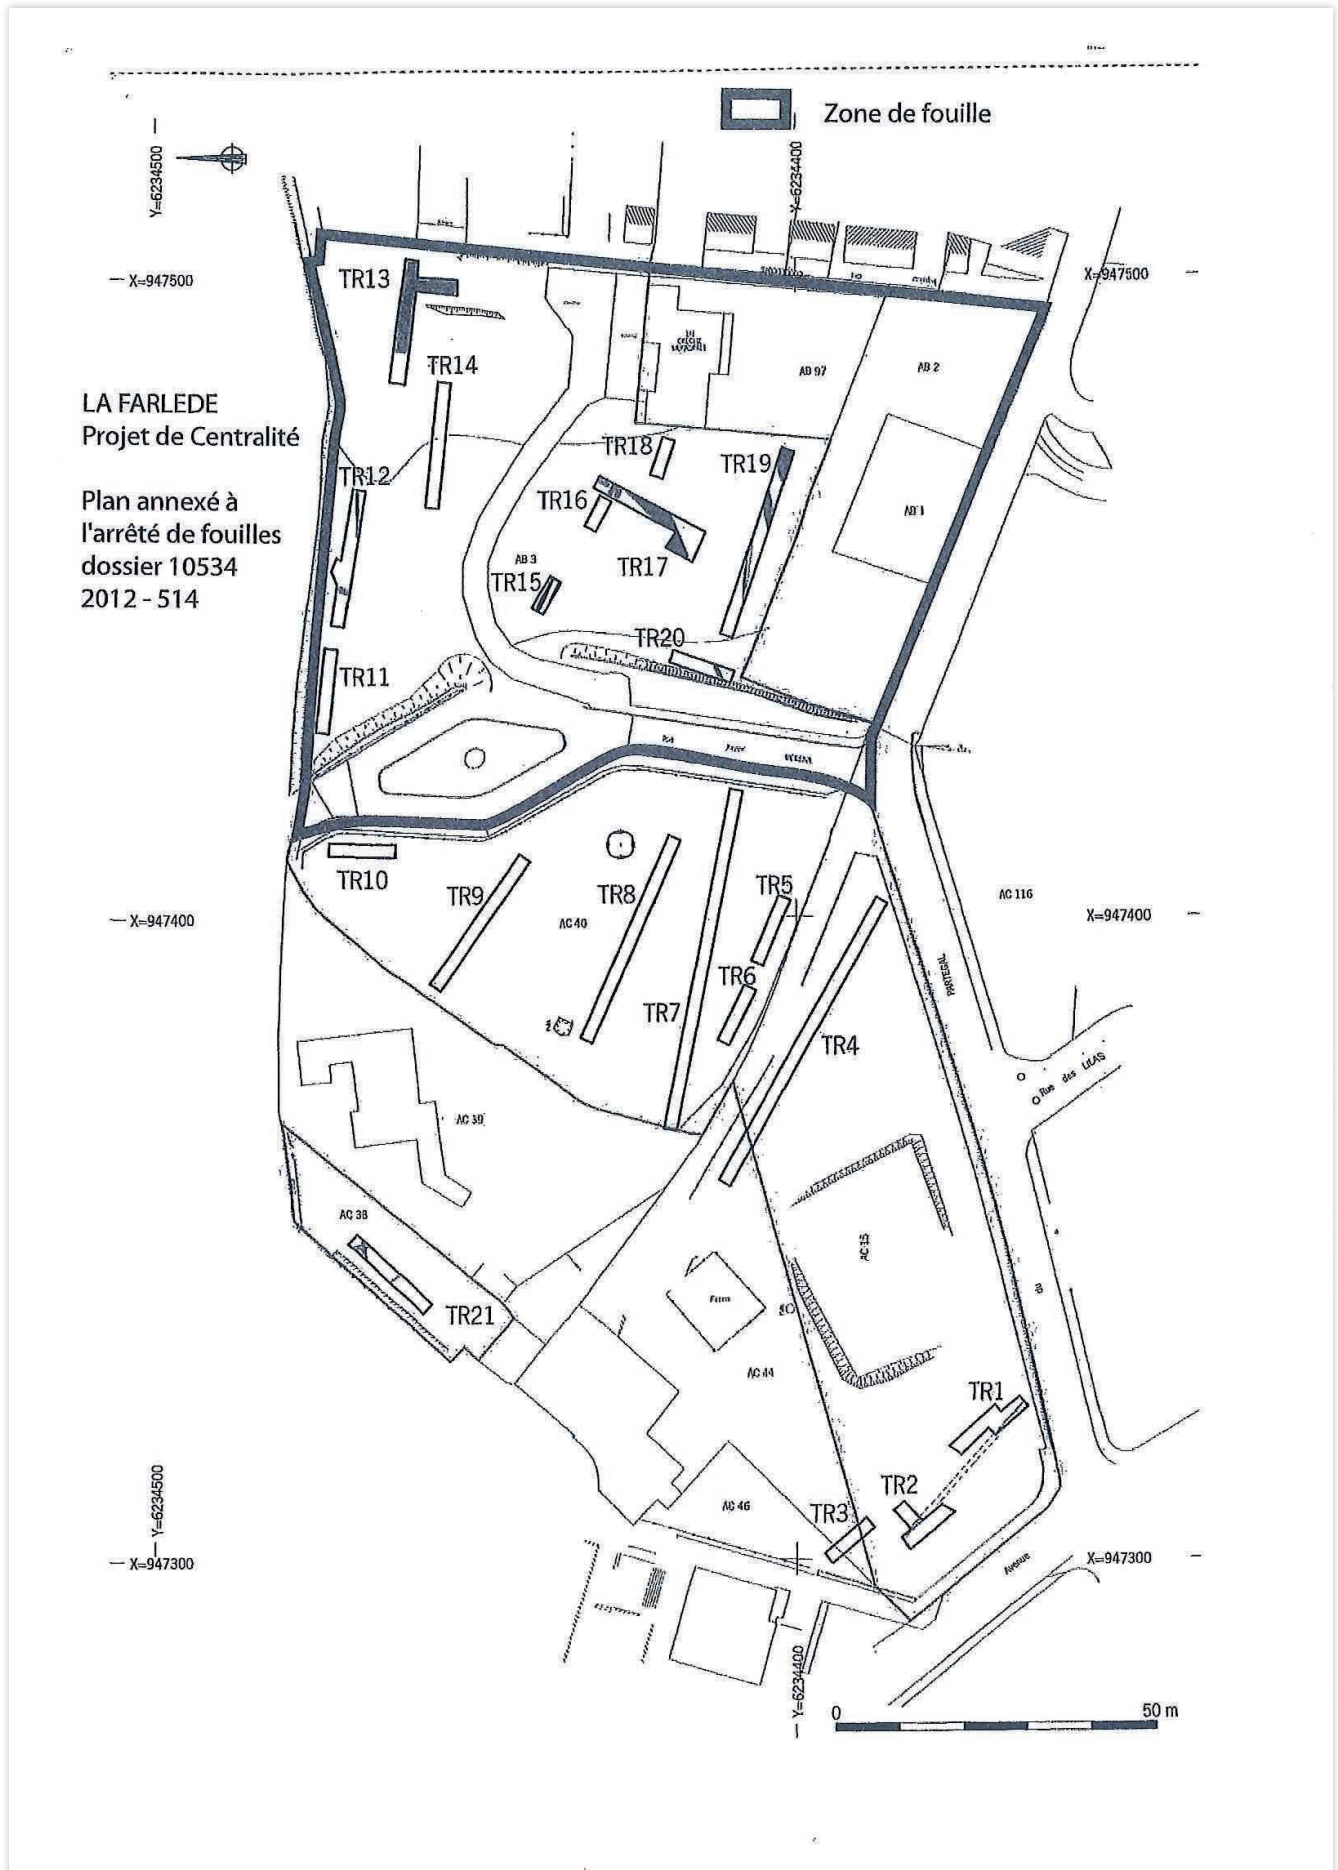 Zone de fouille
Y=6234500
Y=6234400
X=947500
X=947500
TR13
TR14
LA FARLEDE
Projet de Centralité
Plan annexé à
l'arrêté de fouilles
dossier 10534
2012 - 514
AB 97
AB 2
TR18
TR19
TR12
TR16
AB 1
TR17
AB 3
TR15
TR20
TR11
TR10
TR9
TR8
TR5
AC 40
AC 116
X=947400
X=947400
PARTEGAL
TR6
TR7
TR4
Rue des LILAS
AC 39
AC 38
AC 15
TR21
AC 44
TR1
TR2
AC 46
TR3
Y=6234500
X=947300
Avenue
X=947300
Y=6234400
0
50 m